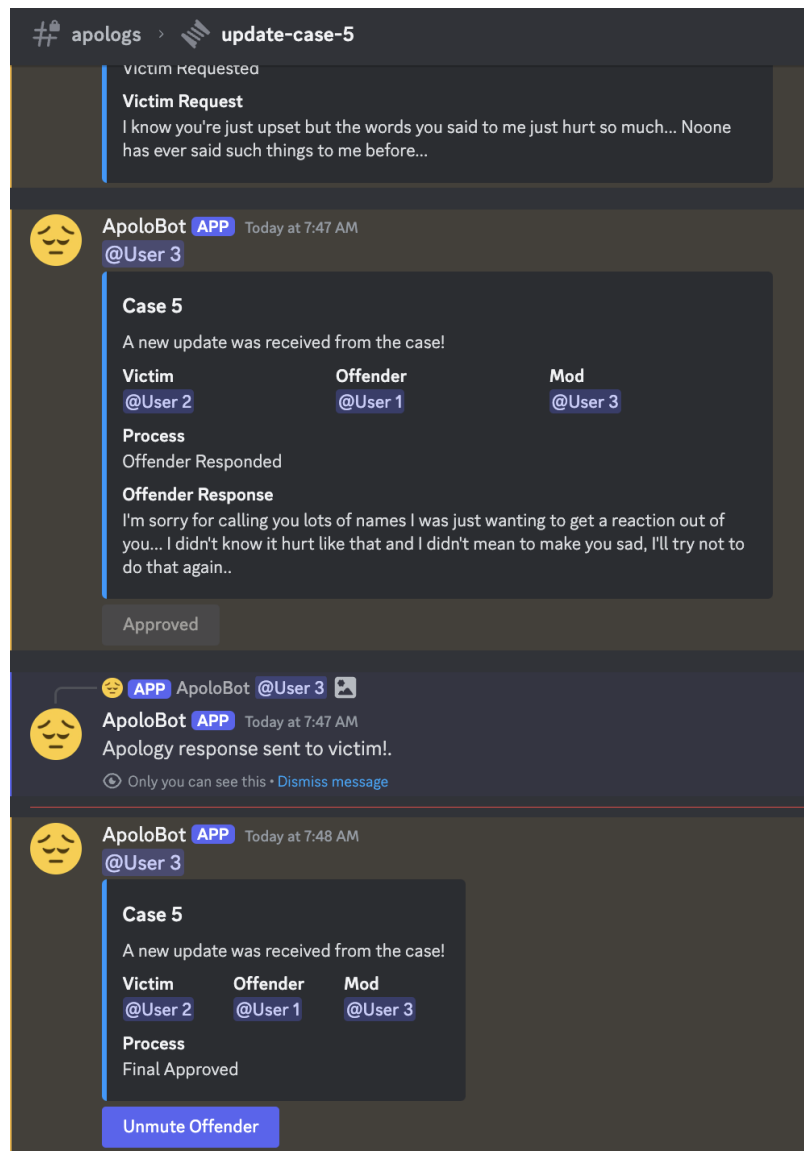 apologs › update-case-5
Victim Requested
Victim Request
I know you're just upset but the words you said to me just hurt so much... Noone
has ever said such things to me before...
ApoloBot APP Today at 7:47 AM
@User 3
Case 5
A new update was received from the case!
Victim Offender Mod
@User 2 @User 1 @User 3
Process
Offender Responded
Offender Response
I'm sorry for calling you lots of names I was just wanting to get a reaction out of
you... I didn't know it hurt like that and I didn't mean to make you sad, I'll try not to
do that again..
Approved
APP ApoloBot @User 3
ApoloBot APP Today at 7:47 AM
Apology response sent to victim!.
Only you can see this • Dismiss message
ApoloBot APP Today at 7:48 AM
@User 3
Case 5
A new update was received from the case!
Victim Offender Mod
@User 2 @User 1 @User 3
Process
Final Approved
Unmute Offender